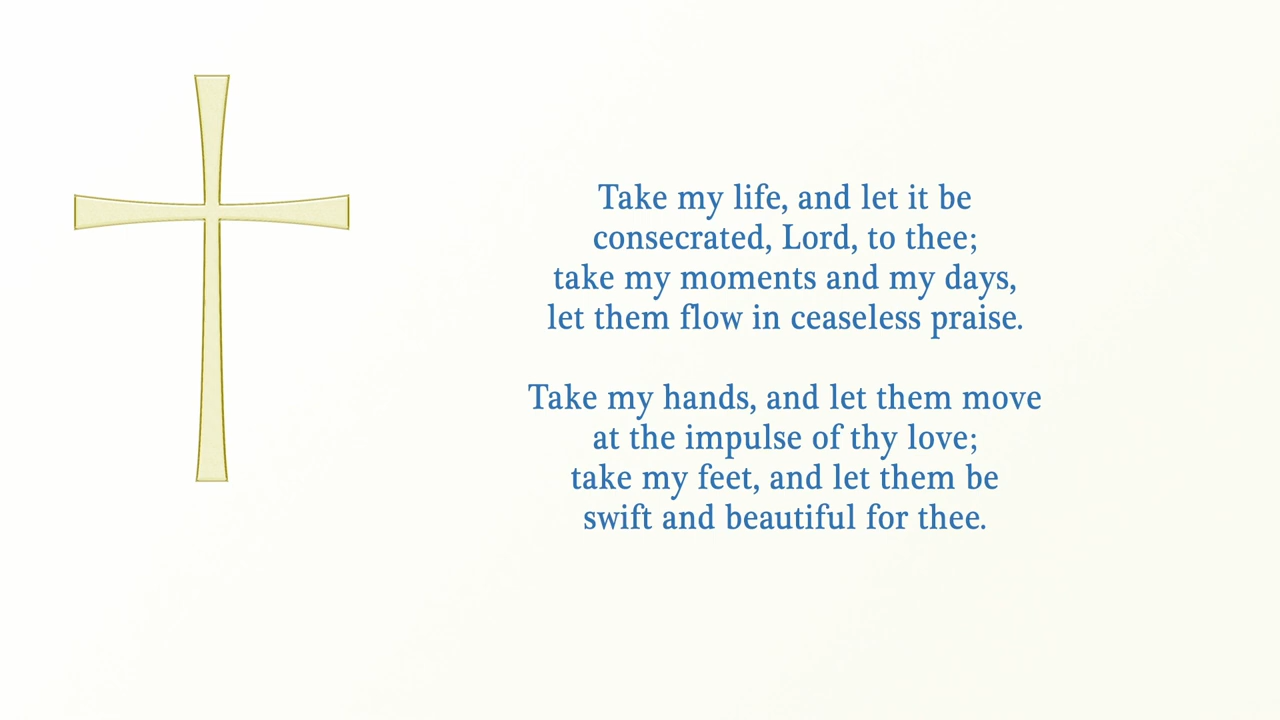 Take my life, and let it be
consecrated, Lord, to thee;
take my moments and my days,
let them flow in ceaseless praise.
Take my hands, and let them move
at the impulse of thy love;
take my feet, and let them be
swift and beautiful for thee.